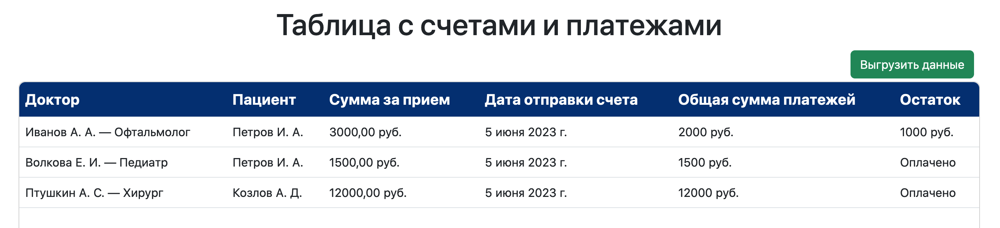 Таблица с счетами и платежами
Выгрузить данные
Доктор Пациент Сумма за прием Дата отправки счета Общая сумма платежей Остаток
Иванов А. А. — Офтальмолог Петров И. А. 3000,00 руб. 5 июня 2023 г. 2000 руб. 1000 руб.
Волкова Е. И. — Педиатр Петров И. А. 1500,00 руб. 5 июня 2023 г. 1500 руб. Оплачено
Птушкин А. С. — Хирург Козлов А. Д. 12000,00 руб. 5 июня 2023 г. 12000 руб. Оплачено